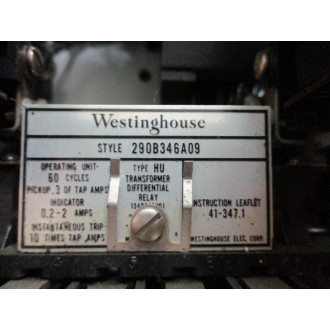 Westinghouse
STYLE 290B346A09
OPERATING UNIT-
60 CYCLES
PICKUP .3 OF TAP AMPS
INDICATOR
0.2-2 AMPS
INSTANTANEOUS TRIP-
10 TIMES TAP AMPS
TYPE HU
TRANSFORMER
DIFFERENTIAL
RELAY
INSTRUCTION LEAFLET
41-347.1
WESTINGHOUSE ELEC. CORP.